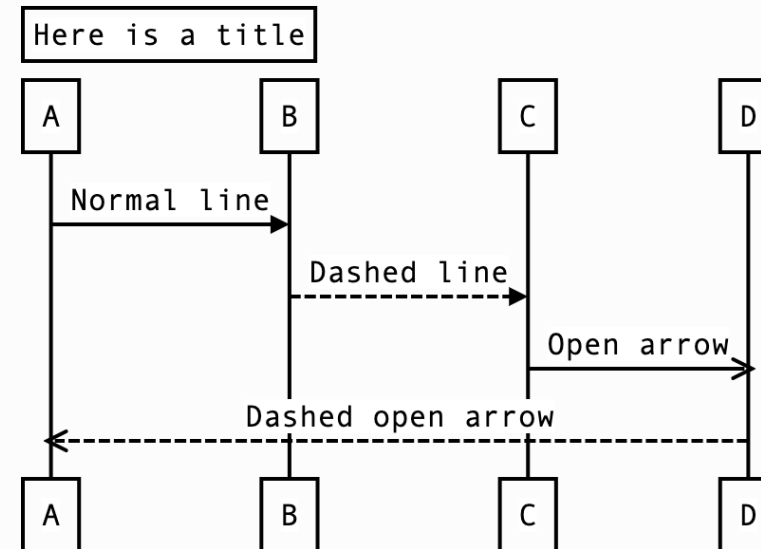 Here is a title
A B C D
Normal line
Dashed line
Open arrow
Dashed open arrow
A B C D